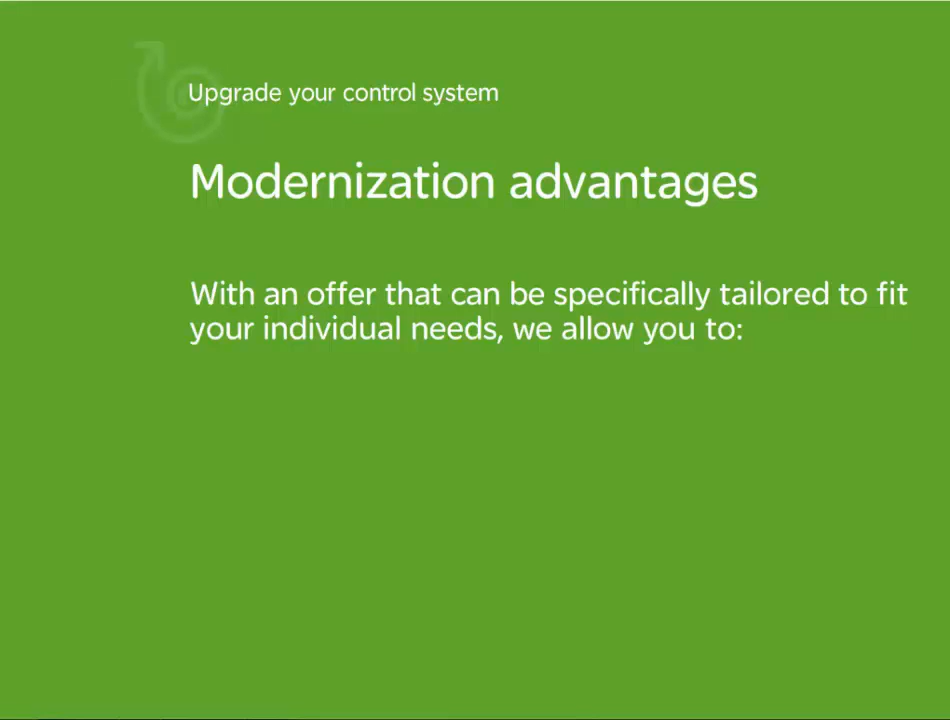 Upgrade your control system
Modernization advantages
With an offer that can be specifically tailored to fit
your individual needs, we allow you to: